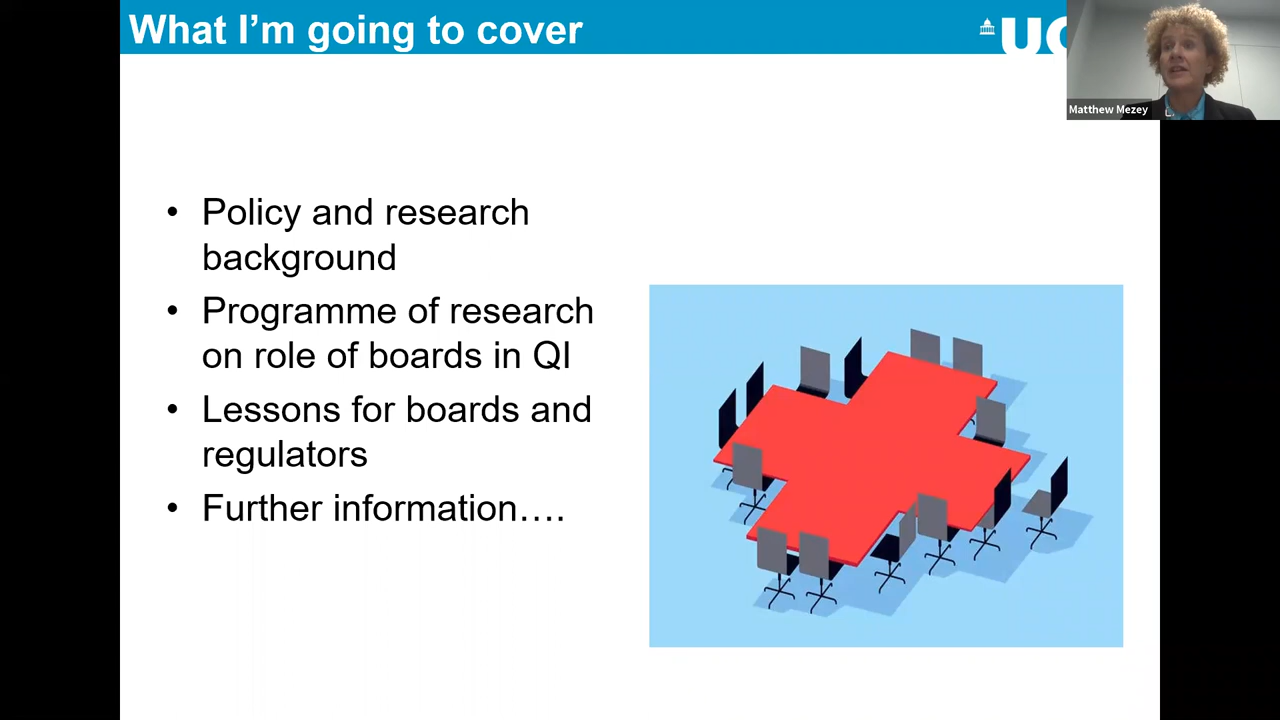 What I'm going to cover
UC
Matthew Mezey
• Policy and research
background
• Programme of research
on role of boards in QI
• Lessons for boards and
regulators
• Further information….